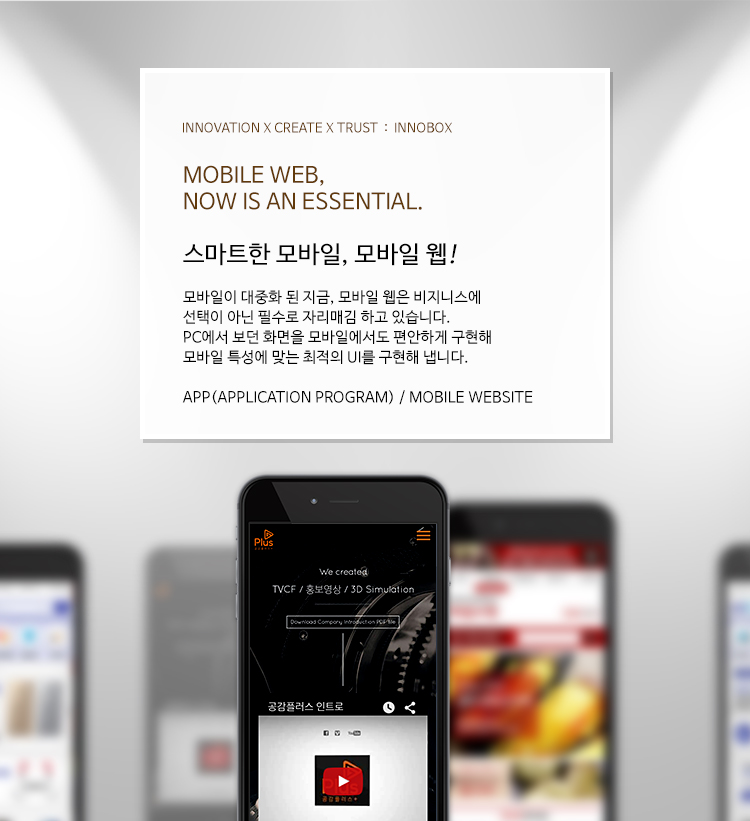 INNOVATION X CREATE X TRUST : INNOBOX
MOBILE WEB,
NOW IS AN ESSENTIAL.
스마트한 모바일, 모바일 웹!
모바일이 대중화 된 지금, 모바일 웹은 비지니스에
선택이 아닌 필수로 자리매김 하고 있습니다.
PC에서 보던 화면을 모바일에서도 편안하게 구현해
모바일 특성에 맞는 최적의 UI를 구현해 냅니다.
APP(APPLICATION PROGRAM) / MOBILE WEBSITE
Plus
We created
TVCF / 홍보영상 / 3D Simulation
Download Company Introduction PDF file
공감플러스 인트로
YouTube
Plus
공감플러스+